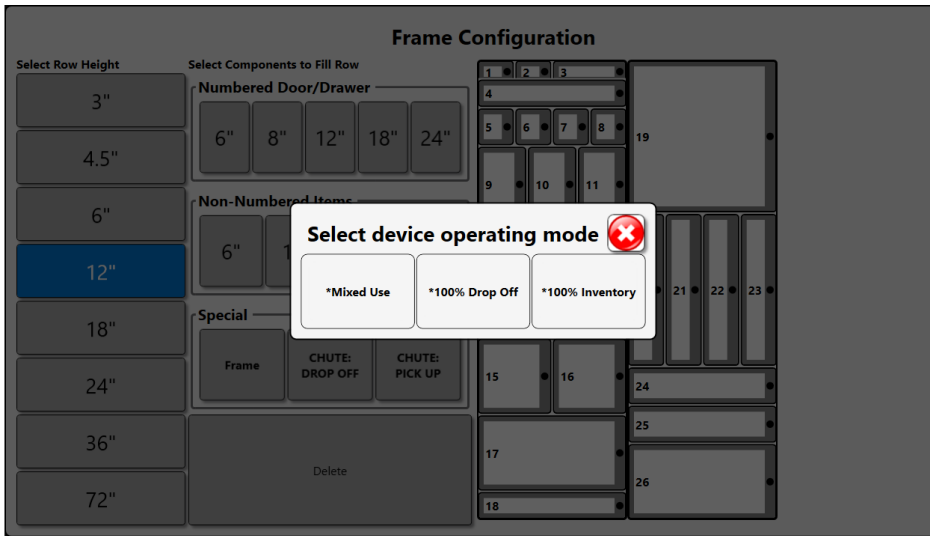 Frame Configuration
Select Row Height
Select Components to Fill Row
3"
4.5"
6"
12"
18"
24"
36"
72"
Numbered Door/Drawer
6" 8" 12" 18" 24"
Non-Numbered Items
6"
Special
Frame
CHUTE:
DROP OFF
CHUTE:
PICK UP
Delete
Select device operating mode
*Mixed Use
*100% Drop Off
*100% Inventory
1 2 3
4
5 6 7 8
9 10 11
15 16
17
18
19
21 22 23
24
25
26